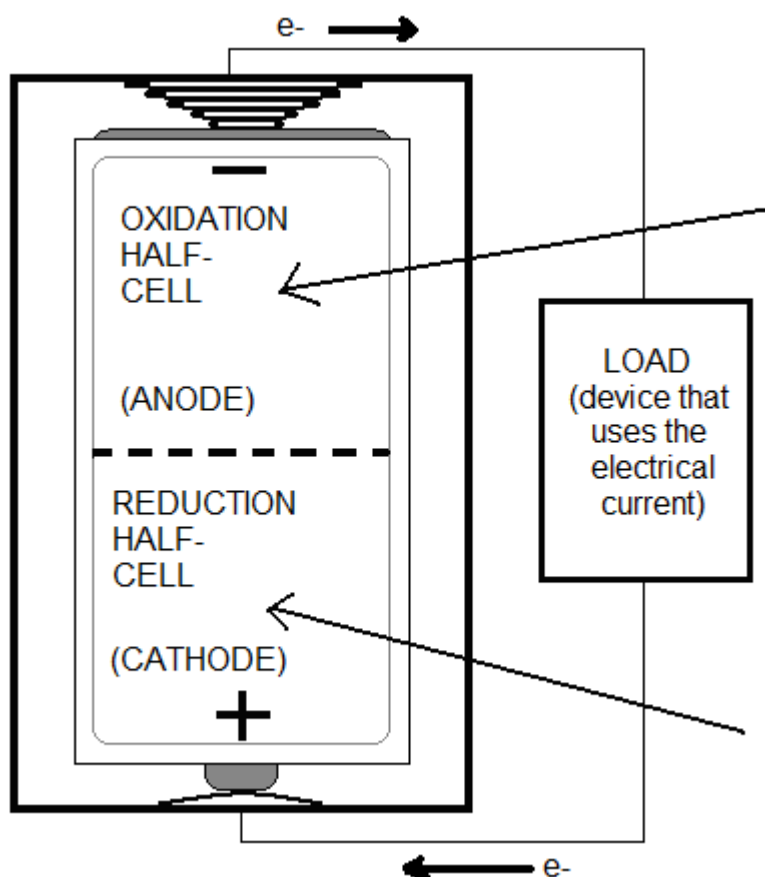 e-
OXIDATION
HALF-
CELL
(ANODE)
REDUCTION
HALF-
CELL
(CATHODE)
LOAD
(device that
uses the
electrical
current)
e-